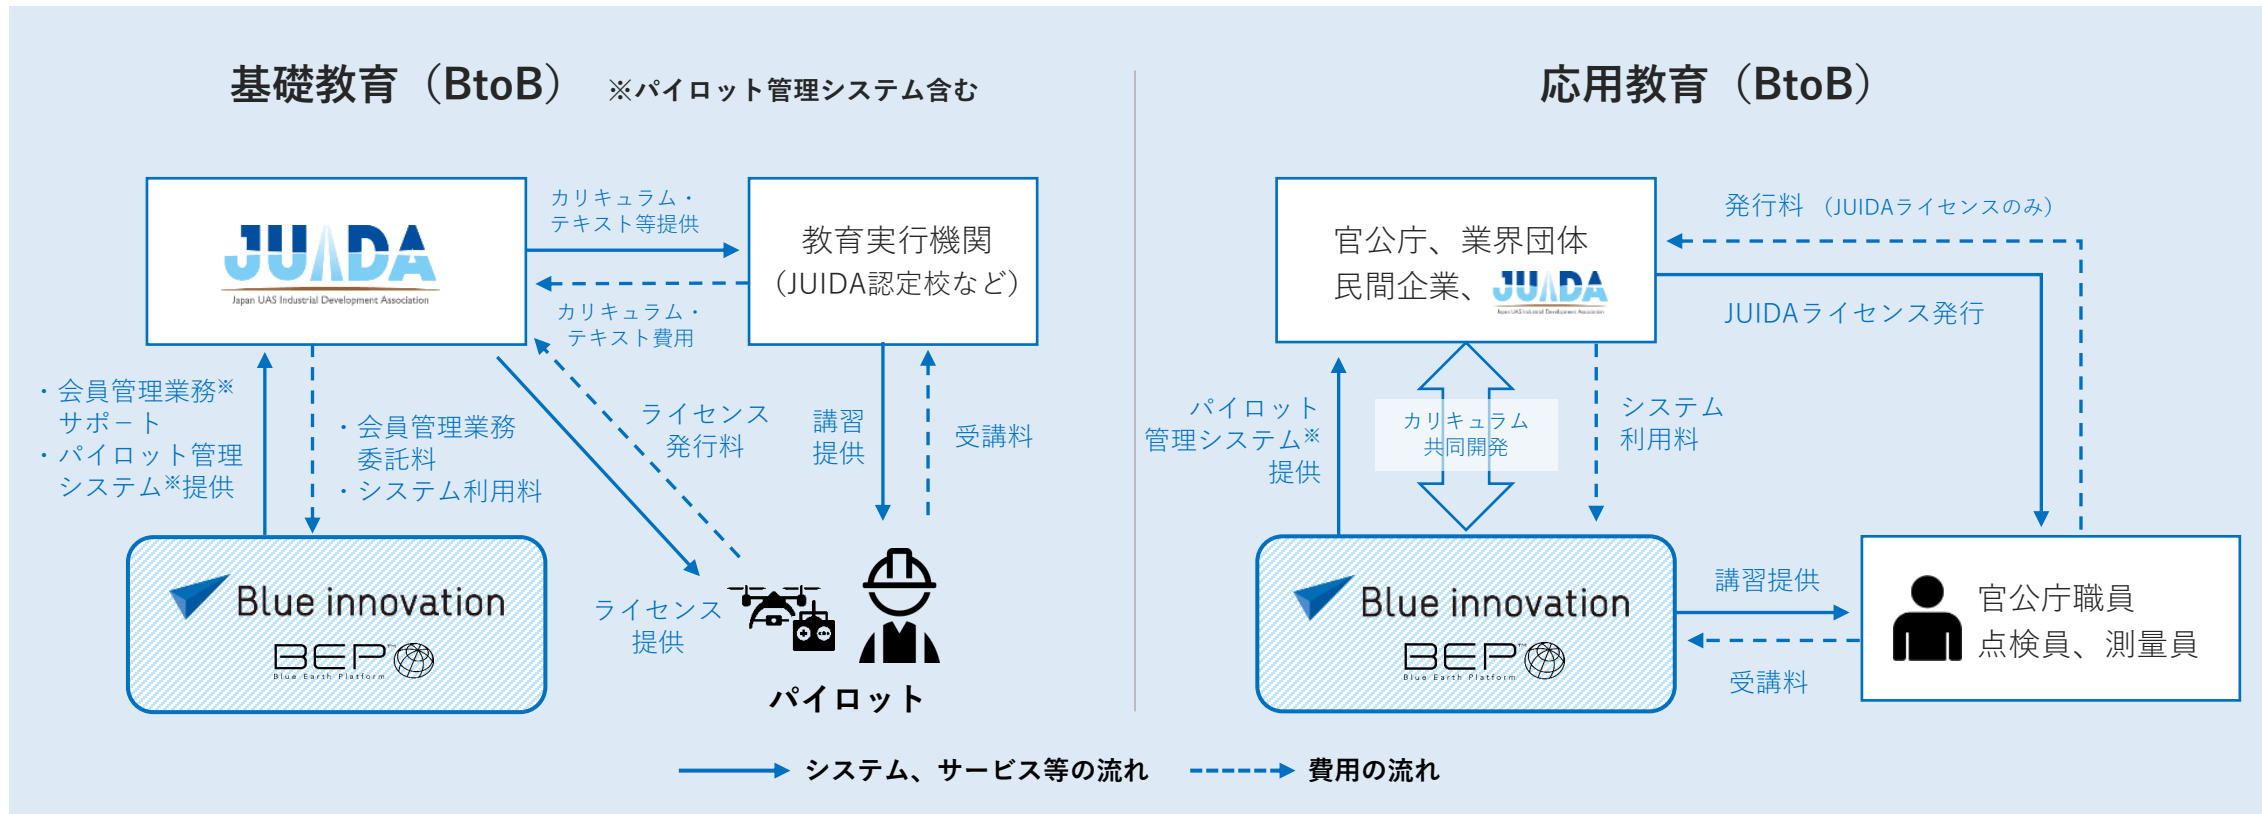 基礎教育（BtoB） ※パイロット管理システム含む
JUIDA
Japan UAS Industrial Development Association
カリキュラム・
テキスト等提供
カリキュラム・
テキスト費用
教育実行機関
（JUIDA認定校など）
・会員管理業務※
サポート
・パイロット管理
システム※提供
・会員管理業務
委託料
・システム利用料
ライセンス
発行料
講習
提供
受講料
ライセンス
提供
Blue innovation
BEP
Blue Earth Platform
パイロット
応用教育（BtoB）
官公庁、業界団体
民間企業、JUIDA
Japan UAS Industrial Development Association
発行料 （JUIDAライセンスのみ）
JUIDAライセンス発行
パイロット
管理システム※
提供
カリキュラム
共同開発
システム
利用料
Blue innovation
BEP™
Blue Earth Platform
講習提供
受講料
官公庁職員
点検員、測量員
システム、サービス等の流れ
費用の流れ